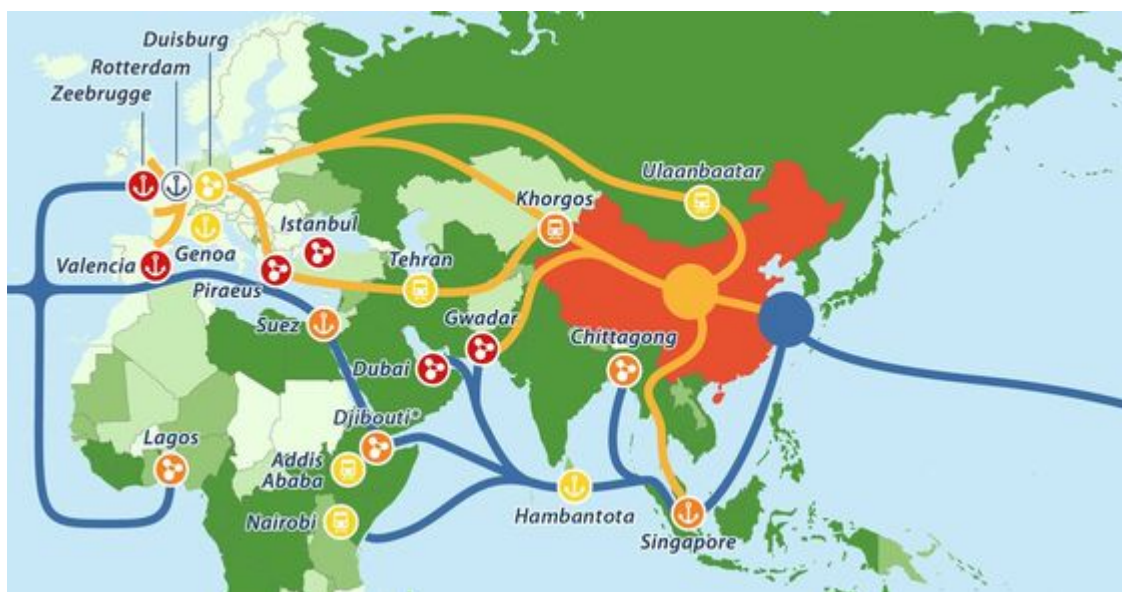 Duisburg
Rotterdam
Zeebrugge
Ulaanbaatar
Khorgos
Istanbul
Genoa
Tehran
Valencia
Piraeus
Gwadar
Suez
Chittagong
Dubai
Djibouti*
Lagos
Addis
Ababa
Nairobi
Hambantota
Singapore